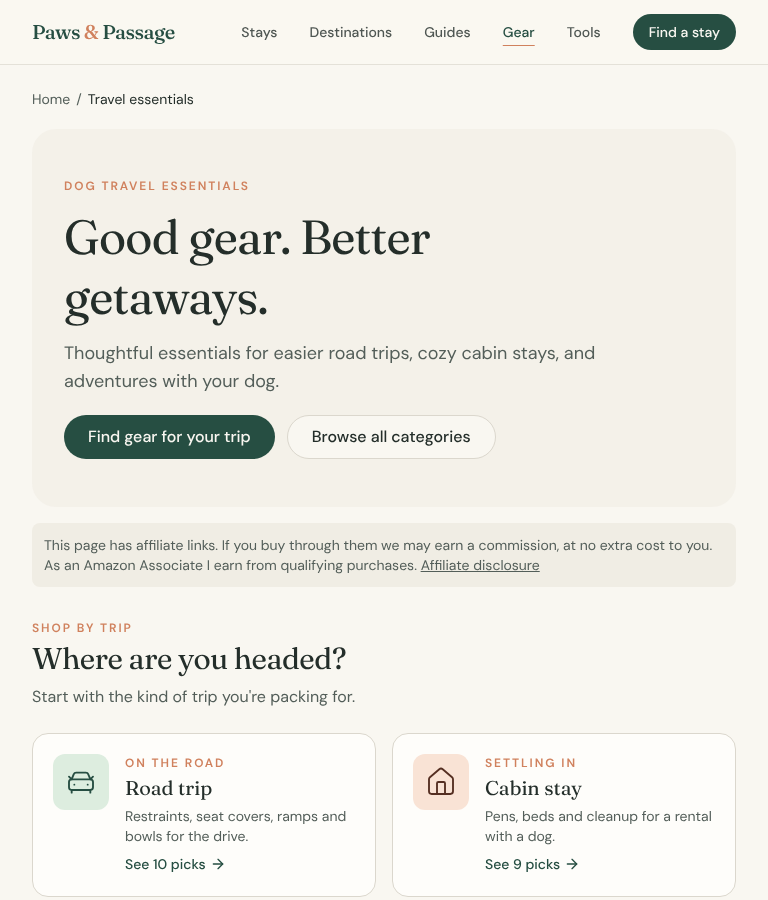 Paws & Passage
Stays
Destinations
Guides
Gear
Tools
Find a stay
Home / Travel essentials
DOG TRAVEL ESSENTIALS
Good gear. Better
getaways.
Thoughtful essentials for easier road trips, cozy cabin stays, and
adventures with your dog.
Find gear for your trip
Browse all categories
This page has affiliate links. If you buy through them we may earn a commission, at no extra cost to you.
As an Amazon Associate I earn from qualifying purchases. Affiliate disclosure
SHOP BY TRIP
Where are you headed?
Start with the kind of trip you're packing for.
ON THE ROAD
Road trip
Restraints, seat covers, ramps and
bowls for the drive.
See 10 picks →
SETTLING IN
Cabin stay
Pens, beds and cleanup for a rental
with a dog.
See 9 picks →